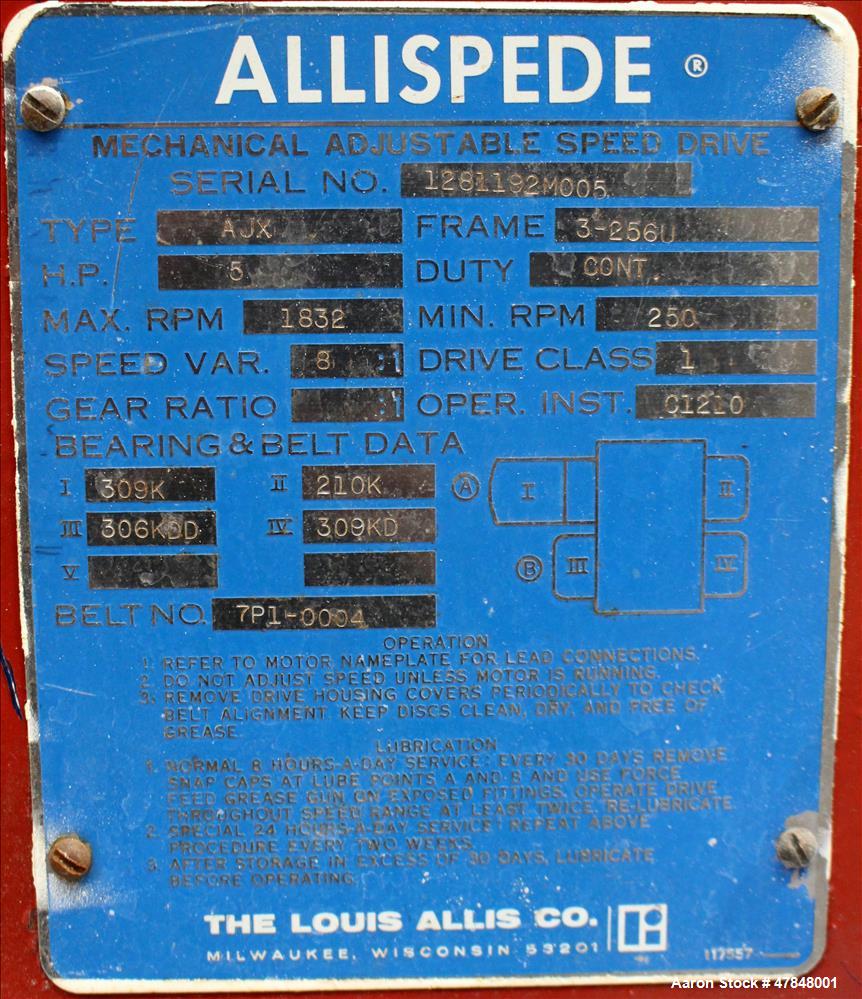 ALLISPEDE ®
MECHANICAL ADJUSTABLE SPEED DRIVE
SERIAL NO. 1281192M005
TYPE AJX FRAME 3-256U
H.P. 5 DUTY CONT.
MAX. RPM 1832 MIN. RPM 250
SPEED VAR. 8 :1 DRIVE CLASS 1
GEAR RATIO :1 OPER. INST. C1210
BEARING & BELT DATA
I 309K II 210K A I II
III 306KDD IV 309KD B III IV
V
BELT NO. 7P1-0004
OPERATION
1. REFER TO MOTOR NAMEPLATE FOR LEAD CONNECTIONS.
2. DO NOT ADJUST SPEED UNLESS MOTOR IS RUNNING.
3. REMOVE DRIVE HOUSING COVERS PERIODICALLY TO CHECK
BELT ALIGNMENT. KEEP DISCS CLEAN, DRY, AND FREE OF
GREASE.
LUBRICATION
1. NORMAL 8 HOURS-A-DAY SERVICE: EVERY 30 DAYS REMOVE
SNAP CAPS AT LUBE POINTS A AND B AND USE FORCE
FEED GREASE GUN ON EXPOSED FITTINGS. OPERATE DRIVE
THROUGHOUT SPEED RANGE AT LEAST TWICE. RE-LUBRICATE.
2. SPECIAL 24 HOURS-A-DAY SERVICE: REPEAT ABOVE
PROCEDURE EVERY TWO WEEKS.
3. AFTER STORAGE IN EXCESS OF 30 DAYS, LUBRICATE
BEFORE OPERATING.
THE LOUIS ALLIS CO.
MILWAUKEE, WISCONSIN 53201
117557
Aaron Stock # 47848001